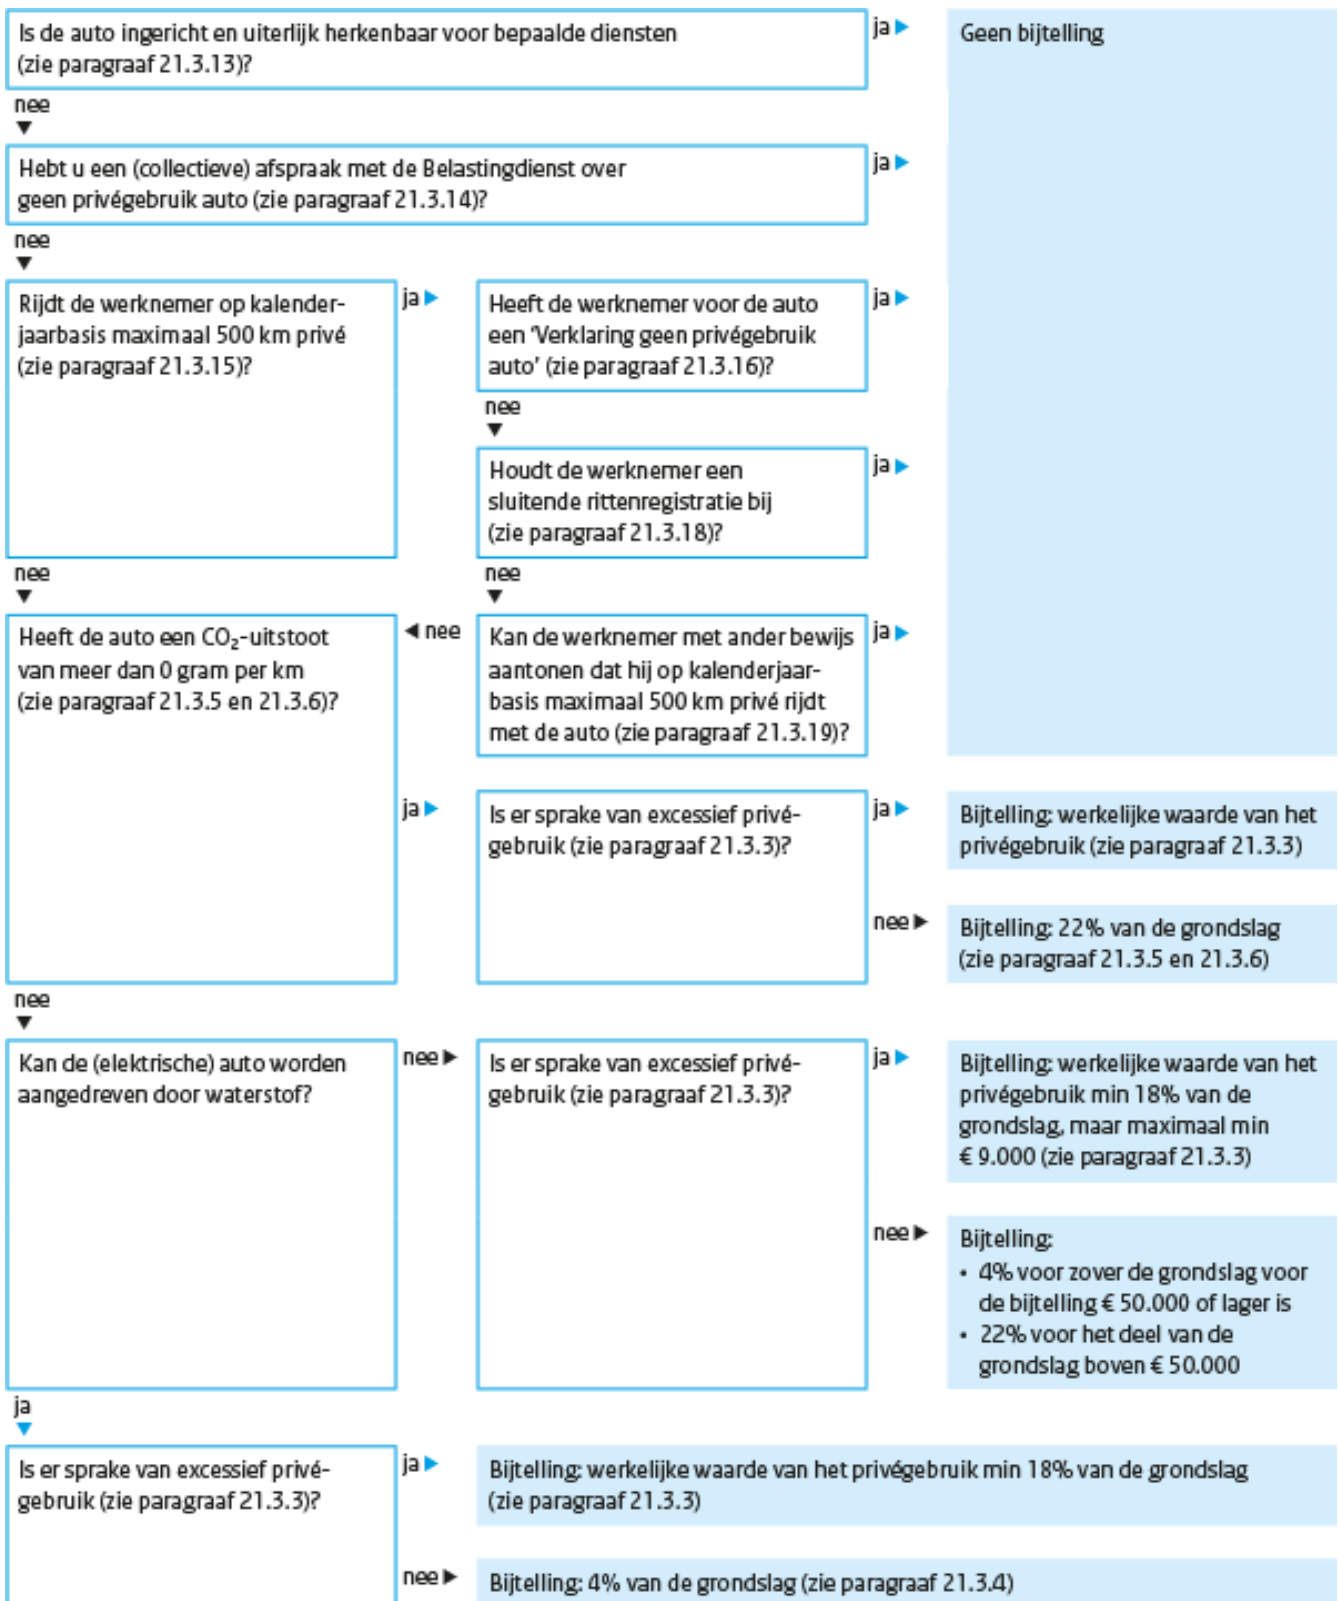 Is de auto ingericht en uiterlijk herkenbaar voor bepaalde diensten
(zie paragraaf 21.3.13)?
ja ►
Geen bijtelling
nee
▼
Hebt u een (collectieve) afspraak met de Belastingdienst over
geen privégebruik auto (zie paragraaf 21.3.14)?
ja ►
nee
▼
Rijdt de werknemer op kalender-
jaarbasis maximaal 500 km privé
(zie paragraaf 21.3.15)?
ja ►
Heeft de werknemer voor de auto
een ‘Verklaring geen privégebruik
auto’ (zie paragraaf 21.3.16)?
ja ►
nee
▼
Houdt de werknemer een
sluitende rittenregistratie bij
(zie paragraaf 21.3.18)?
ja ►
nee
▼
nee
▼
Heeft de auto een CO₂-uitstoot
van meer dan 0 gram per km
(zie paragraaf 21.3.5 en 21.3.6)?
◄ nee
Kan de werknemer met ander bewijs
aantonen dat hij op kalenderjaar-
basis maximaal 500 km privé rijdt
met de auto (zie paragraaf 21.3.19)?
ja ►
ja ►
Is er sprake van excessief privé-
gebruik (zie paragraaf 21.3.3)?
ja ►
Bijtelling: werkelijke waarde van het
privégebruik (zie paragraaf 21.3.3)
nee ►
Bijtelling: 22% van de grondslag
(zie paragraaf 21.3.5 en 21.3.6)
nee
▼
Kan de (elektrische) auto worden
aangedreven door waterstof?
nee ►
Is er sprake van excessief privé-
gebruik (zie paragraaf 21.3.3)?
ja ►
Bijtelling: werkelijke waarde van het
privégebruik min 18% van de
grondslag, maar maximaal min
€ 9.000 (zie paragraaf 21.3.3)
nee ►
Bijtelling:
• 4% voor zover de grondslag voor
de bijtelling € 50.000 of lager is
• 22% voor het deel van de
grondslag boven € 50.000
ja
▼
Is er sprake van excessief privé-
gebruik (zie paragraaf 21.3.3)?
ja ►
Bijtelling: werkelijke waarde van het privégebruik min 18% van de grondslag
(zie paragraaf 21.3.3)
nee ►
Bijtelling: 4% van de grondslag (zie paragraaf 21.3.4)